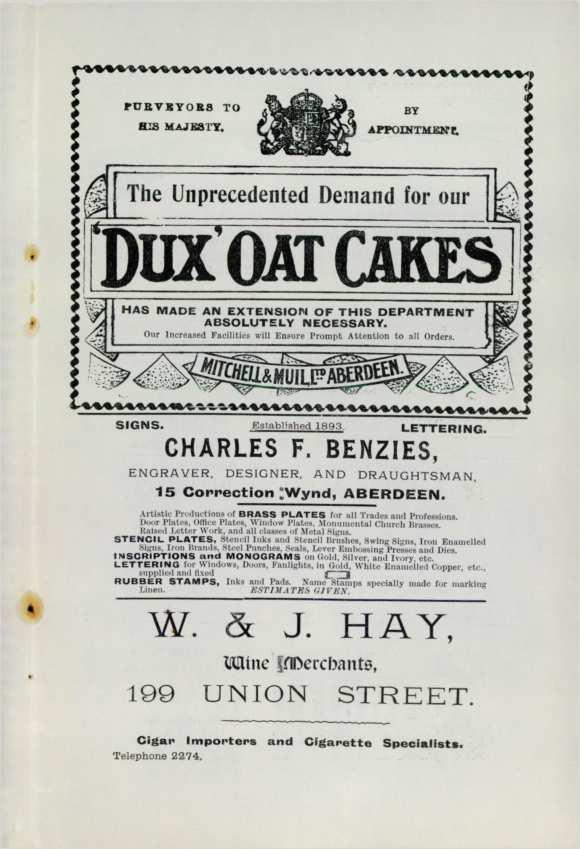 PURVEYORS TO
HIS MAJESTY.
BY
APPOINTMENT.
The Unprecedented Demand for our
'DUX' OAT CAKES
HAS MADE AN EXTENSION OF THIS DEPARTMENT
ABSOLUTELY NECESSARY.
Our Increased Facilities will Ensure Prompt Attention to all Orders.
MITCHELL & MUIL, LTD ABERDEEN.
SIGNS. Established 1893. LETTERING.
CHARLES F. BENZIES,
ENGRAVER, DESIGNER, AND DRAUGHTSMAN,
15 Correction Wynd, ABERDEEN.
Artistic Productions of BRASS PLATES for all Trades and Professions.
Door Plates, Office Plates, Window Plates, Monumental Church Brasses.
Raised Letter Work, and all classes of Metal Signs.
STENCIL PLATES, Stencil Inks and Stencil Brushes, Swing Signs, Iron Enamelled
Signs, Iron Brands, Steel Punches, Seals, Lever Embossing Presses and Dies.
INSCRIPTIONS and MONOGRAMS on Gold, Silver, and Ivory, etc.
LETTERING for Windows, Doors, Fanlights, in Gold, White Enamelled Copper, etc.,
supplied and fixed
RUBBER STAMPS, Inks and Pads. Name Stamps specially made for marking
Linen. ESTIMATES GIVEN.
W. & J. HAY,
Wine Merchants,
199 UNION STREET.
Cigar Importers and Cigarette Specialists.
Telephone 2274.